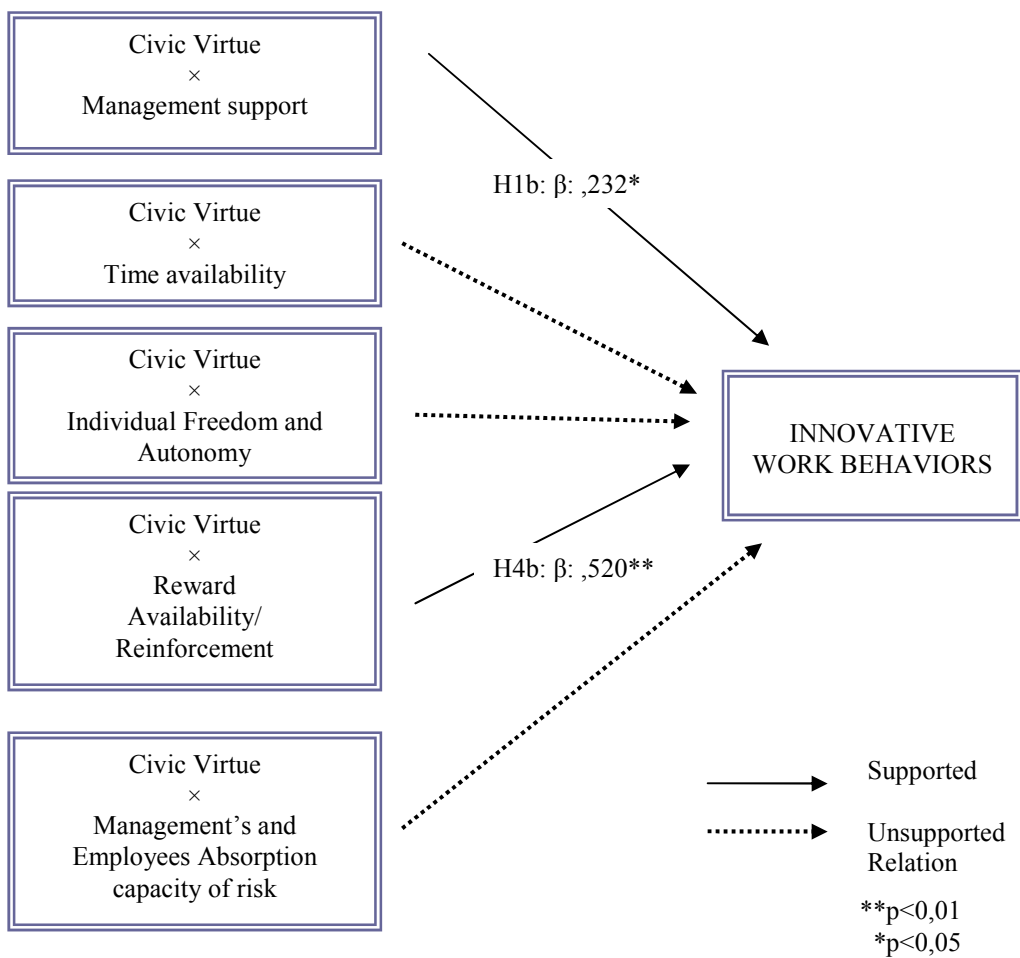 Civic Virtue
×
Management support
H1b: β: ,232*
Civic Virtue
×
Time availability
Civic Virtue
×
Individual Freedom and
Autonomy
INNOVATIVE
WORK BEHAVIORS
Civic Virtue
×
Reward
Availability/
Reinforcement
H4b: β: ,520**
Civic Virtue
×
Management's and
Employees Absorption
capacity of risk
Supported
Unsupported
Relation
**p<0,01
*p<0,05